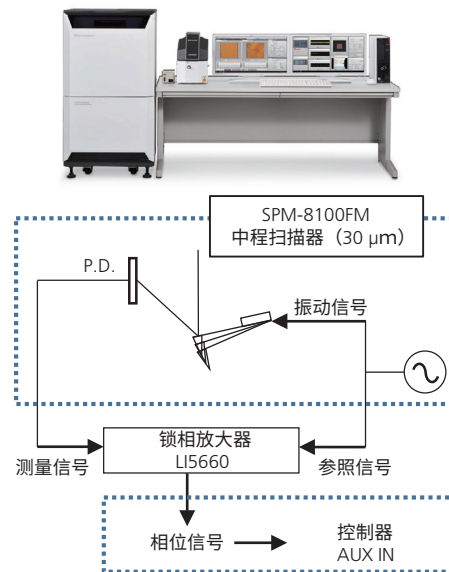 SPM-8100FM
中程扫描器（30 μm）
P.D.
振动信号
锁相放大器
LI5660
测量信号
参照信号
相位信号
控制器
AUX IN